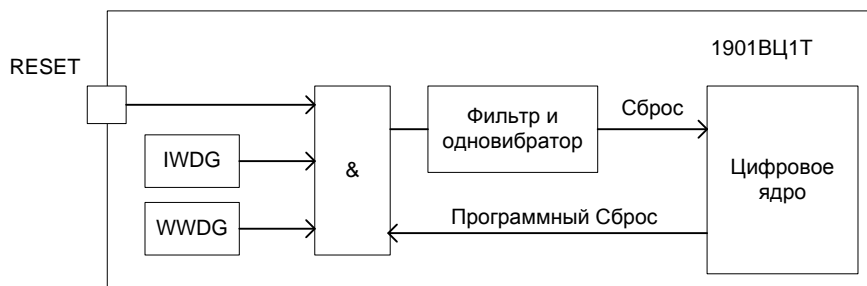 1901ВЦ1Т
RESET
IWDG
WWDG
&
Фильтр и
одновибратор
Сброс
Программный Сброс
Цифровое
ядро